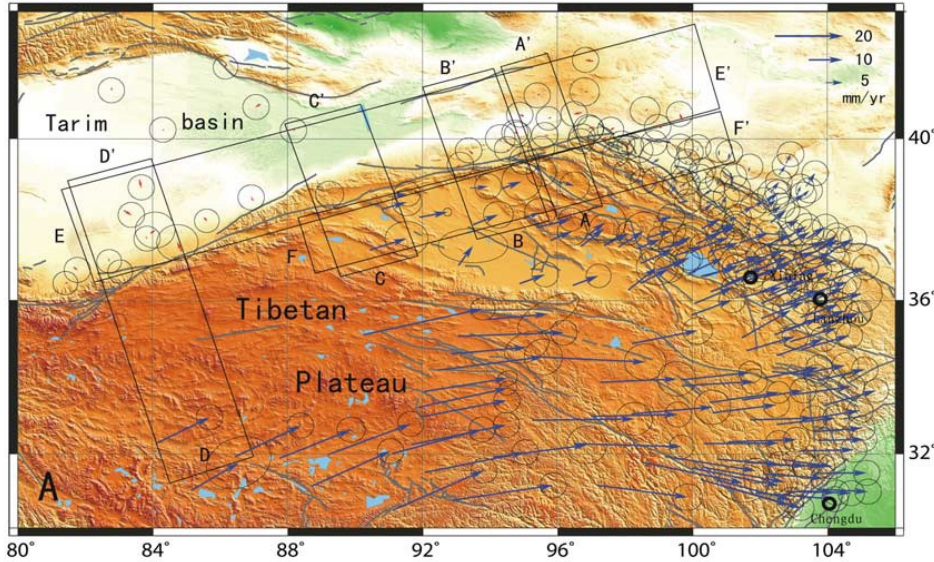 20
10
5
mm/yr
A'
B'
C'
D'
E'
F'
Tarim basin
40°
E
F
A
B
C
Tibetan
Plateau
Xining
Lanzhou
36°
D
32°
A
Chengdu
80° 84° 88° 92° 96° 100° 104°